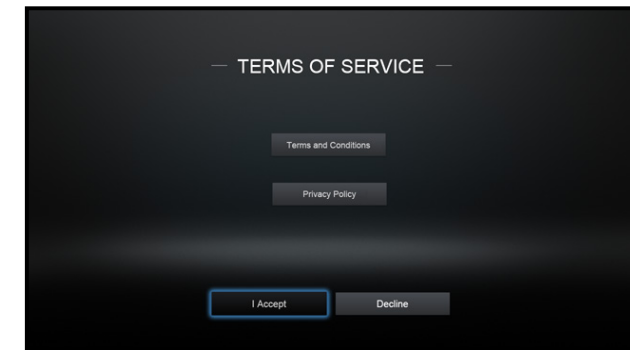 TERMS OF SERVICE
Terms and Conditions
Privacy Policy
I Accept Decline